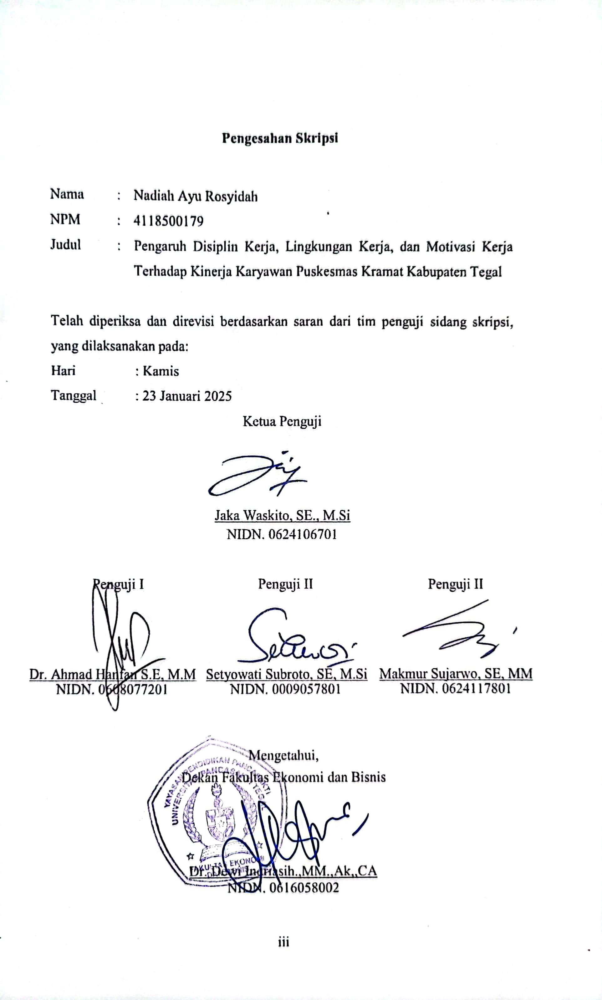 Pengesahan Skripsi
Nama : Nadiah Ayu Rosyidah
NPM : 4118500179
Judul : Pengaruh Disiplin Kerja, Lingkungan Kerja, dan Motivasi Kerja
Terhadap Kinerja Karyawan Puskesmas Kramat Kabupaten Tegal
Telah diperiksa dan direvisi berdasarkan saran dari tim penguji sidang skripsi,
yang dilaksanakan pada:
Hari : Kamis
Tanggal : 23 Januari 2025
Ketua Penguji
Jaka Waskito, SE., M.Si
NIDN. 0624106701
Penguji I Penguji II Penguji II
Dr. Ahmad Hanfan S.E, M.M Setyowati Subroto, SE, M.Si Makmur Sujarwo, SE, MM
NIDN. 0608077201 NIDN. 0009057801 NIDN. 0624117801
Mengetahui,
Dekan Fakultas Ekonomi dan Bisnis
YAYASAN PENDIDIKAN PANCASAKTI
UNIVERSITAS PANCASAKTI TEGAL
FAKULTAS EKONOMI
Dr. Dewi Indriasih.,MM.,Ak,,CA
NIDN. 0616058002
iii